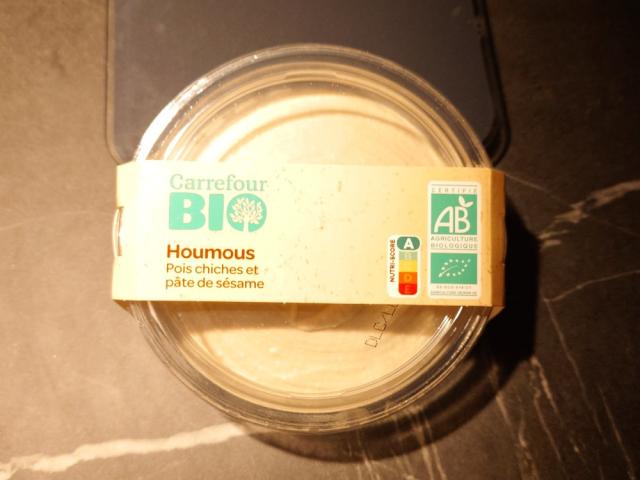 Carrefour
BIO
Houmous
Pois chiches et
pâte de sésame
NUTRI-SCORE
A
B
D
E
CERTIFIÉ
AB
AGRICULTURE
BIOLOGIQUE